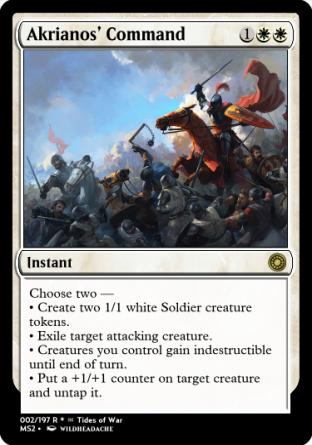 Akrianos' Command 1
Instant
Choose two —
• Create two 1/1 white Soldier creature
tokens.
• Exile target attacking creature.
• Creatures you control gain indestructible
until end of turn.
• Put a +1/+1 counter on target creature
and untap it.
002/197 R * = Tides of War
MS2 • WILDHEADACHE